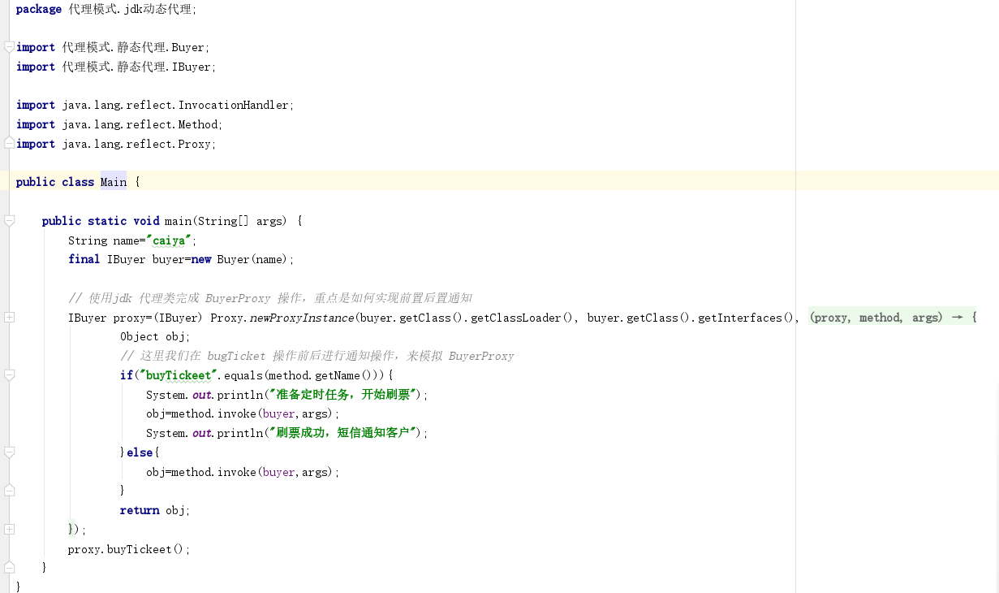 package 代理模式.jdk动态代理;
import 代理模式.静态代理.Buyer;
import 代理模式.静态代理.IBuyer;
import java.lang.reflect.InvocationHandler;
import java.lang.reflect.Method;
import java.lang.reflect.Proxy;
public class Main {
public static void main(String[] args) {
String name="caiya";
final IBuyer buyer=new Buyer(name);
// 使用jdk 代理类完成 BuyerProxy 操作，重点是如何实现前置后置通知
IBuyer proxy=(IBuyer) Proxy.newProxyInstance(buyer.getClass().getClassLoader(), buyer.getClass().getInterfaces(), (proxy, method, args) → {
Object obj;
// 这里我们在 bugTicket 操作前后进行通知操作，来模拟 BuyerProxy
if("buyTickeet".equals(method.getName())){
System.out.println("准备定时任务，开始刷票");
obj=method.invoke(buyer,args);
System.out.println("刷票成功，短信通知客户");
}else{
obj=method.invoke(buyer,args);
}
return obj;
});
proxy.buyTickeet();
}
}